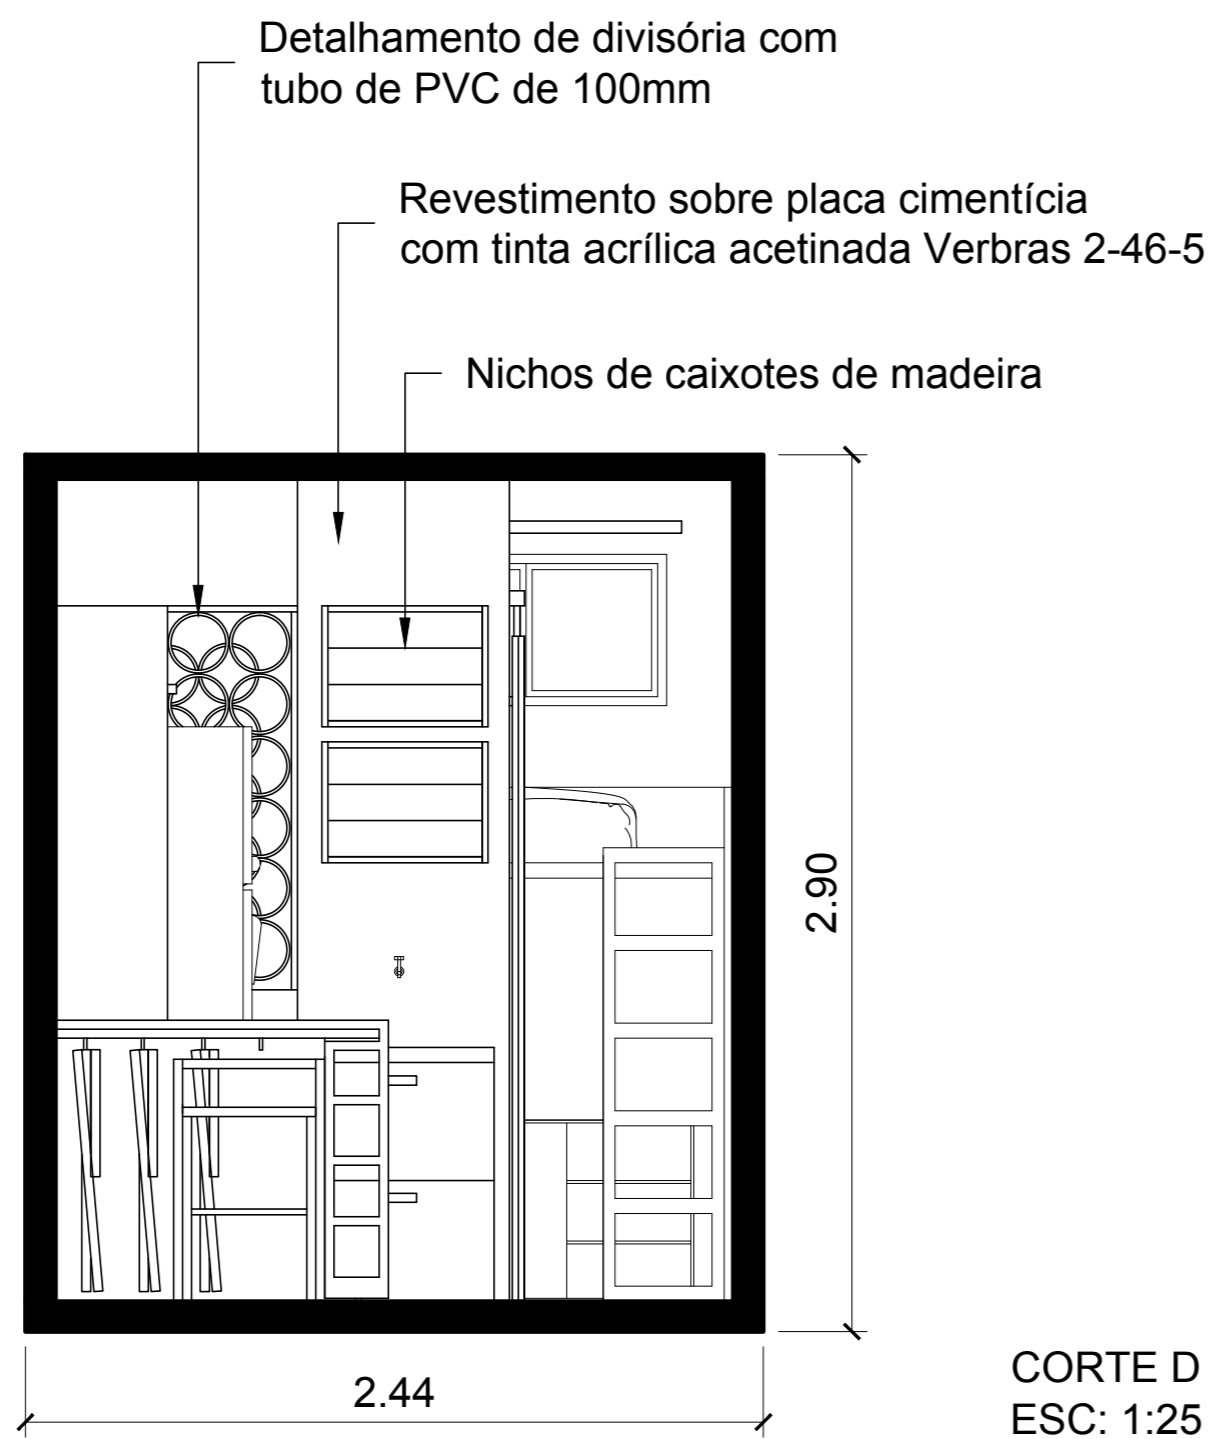 Detalhamento de divisória com
tubo de PVC de 100mm
Revestimento sobre placa cimentícia
com tinta acrílica acetinada Verbras 2-46-5
Nichos de caixotes de madeira
2.90
2.44
CORTE D
ESC: 1:25